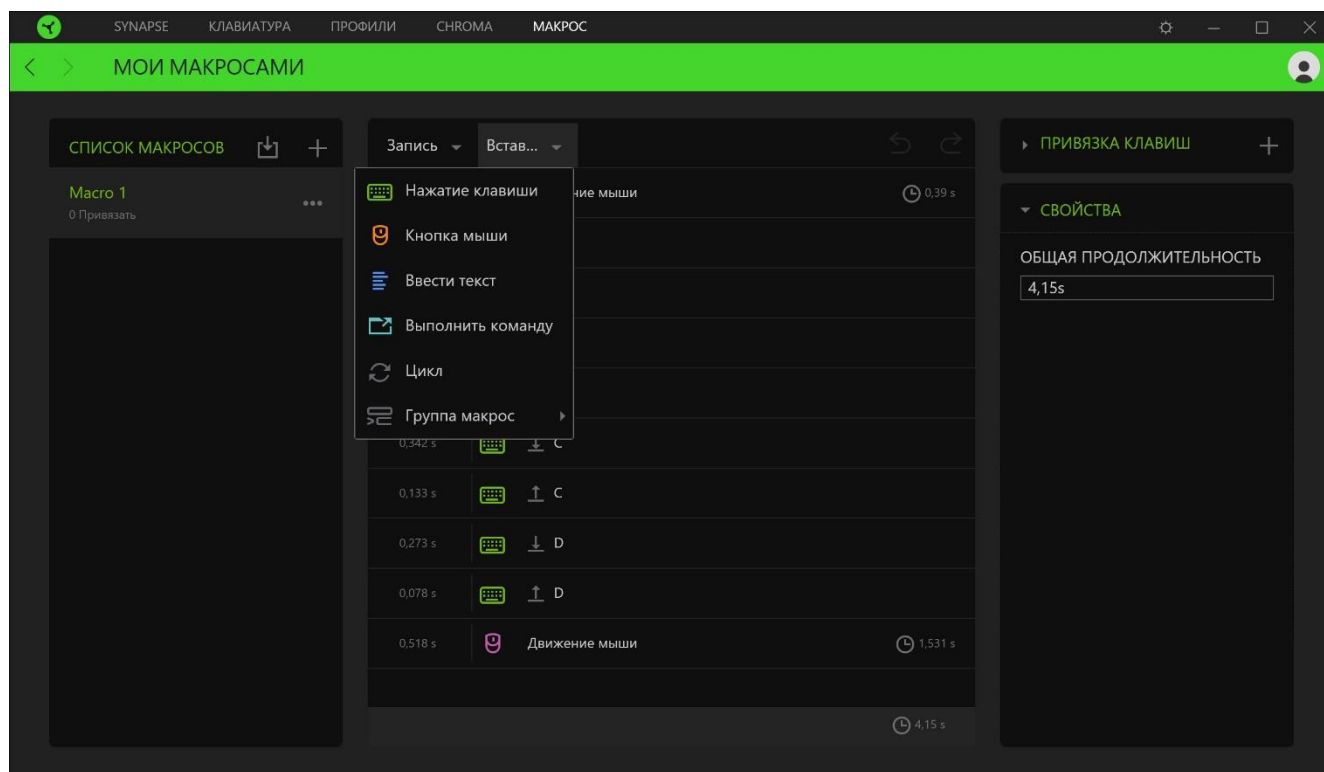 SYNAPSE КЛАВИАТУРА ПРОФИЛИ CHROMA МАКРОС
МОИ МАКРОСАМИ
СПИСОК МАКРОСОВ
Macro 1
0 Привязать
Запись Встав...
Нажатие клавиши
Кнопка мыши
Ввести текст
Выполнить команду
Цикл
Группа макрос
ние мыши 0,39 s
0,342 s C
0,133 s C
0,273 s D
0,078 s D
0,518 s Движение мыши 1,531 s
4,15 s
ПРИВЯЗКА КЛАВИШ
СВОЙСТВА
ОБЩАЯ ПРОДОЛЖИТЕЛЬНОСТЬ
4,15s